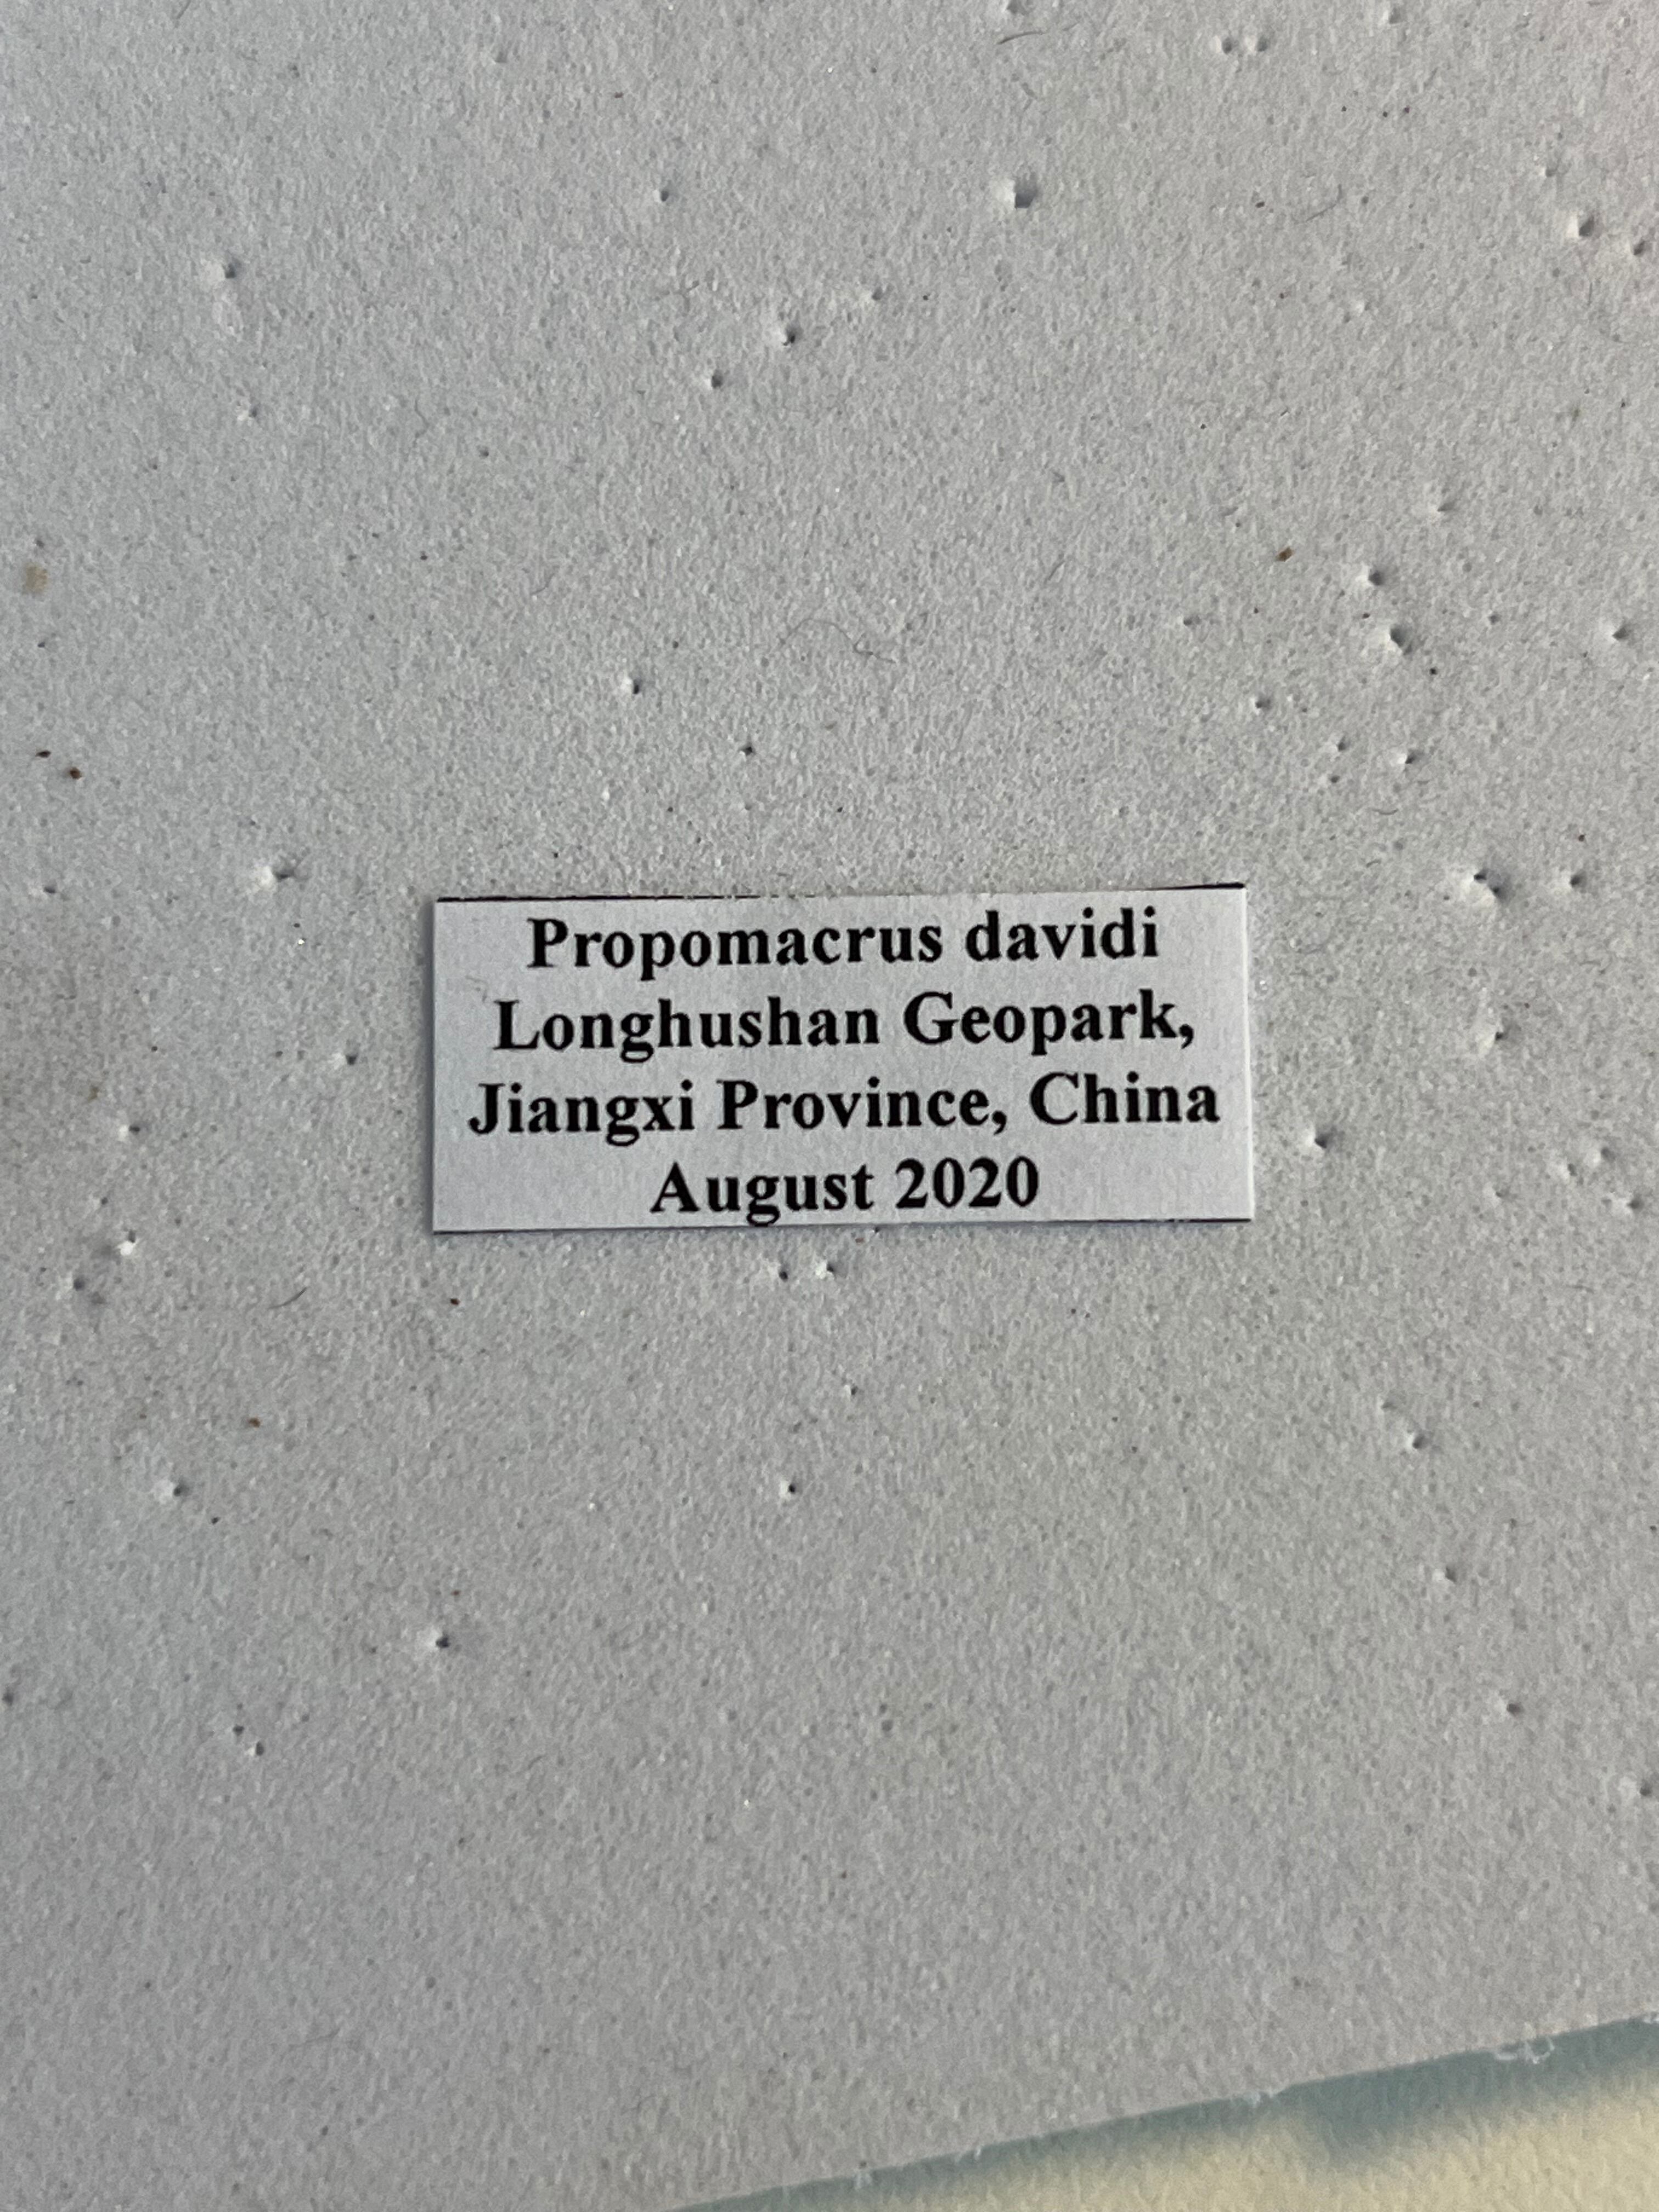 Propomacrus davidi
Longhushan Geopark,
Jiangxi Province, China
August 2020